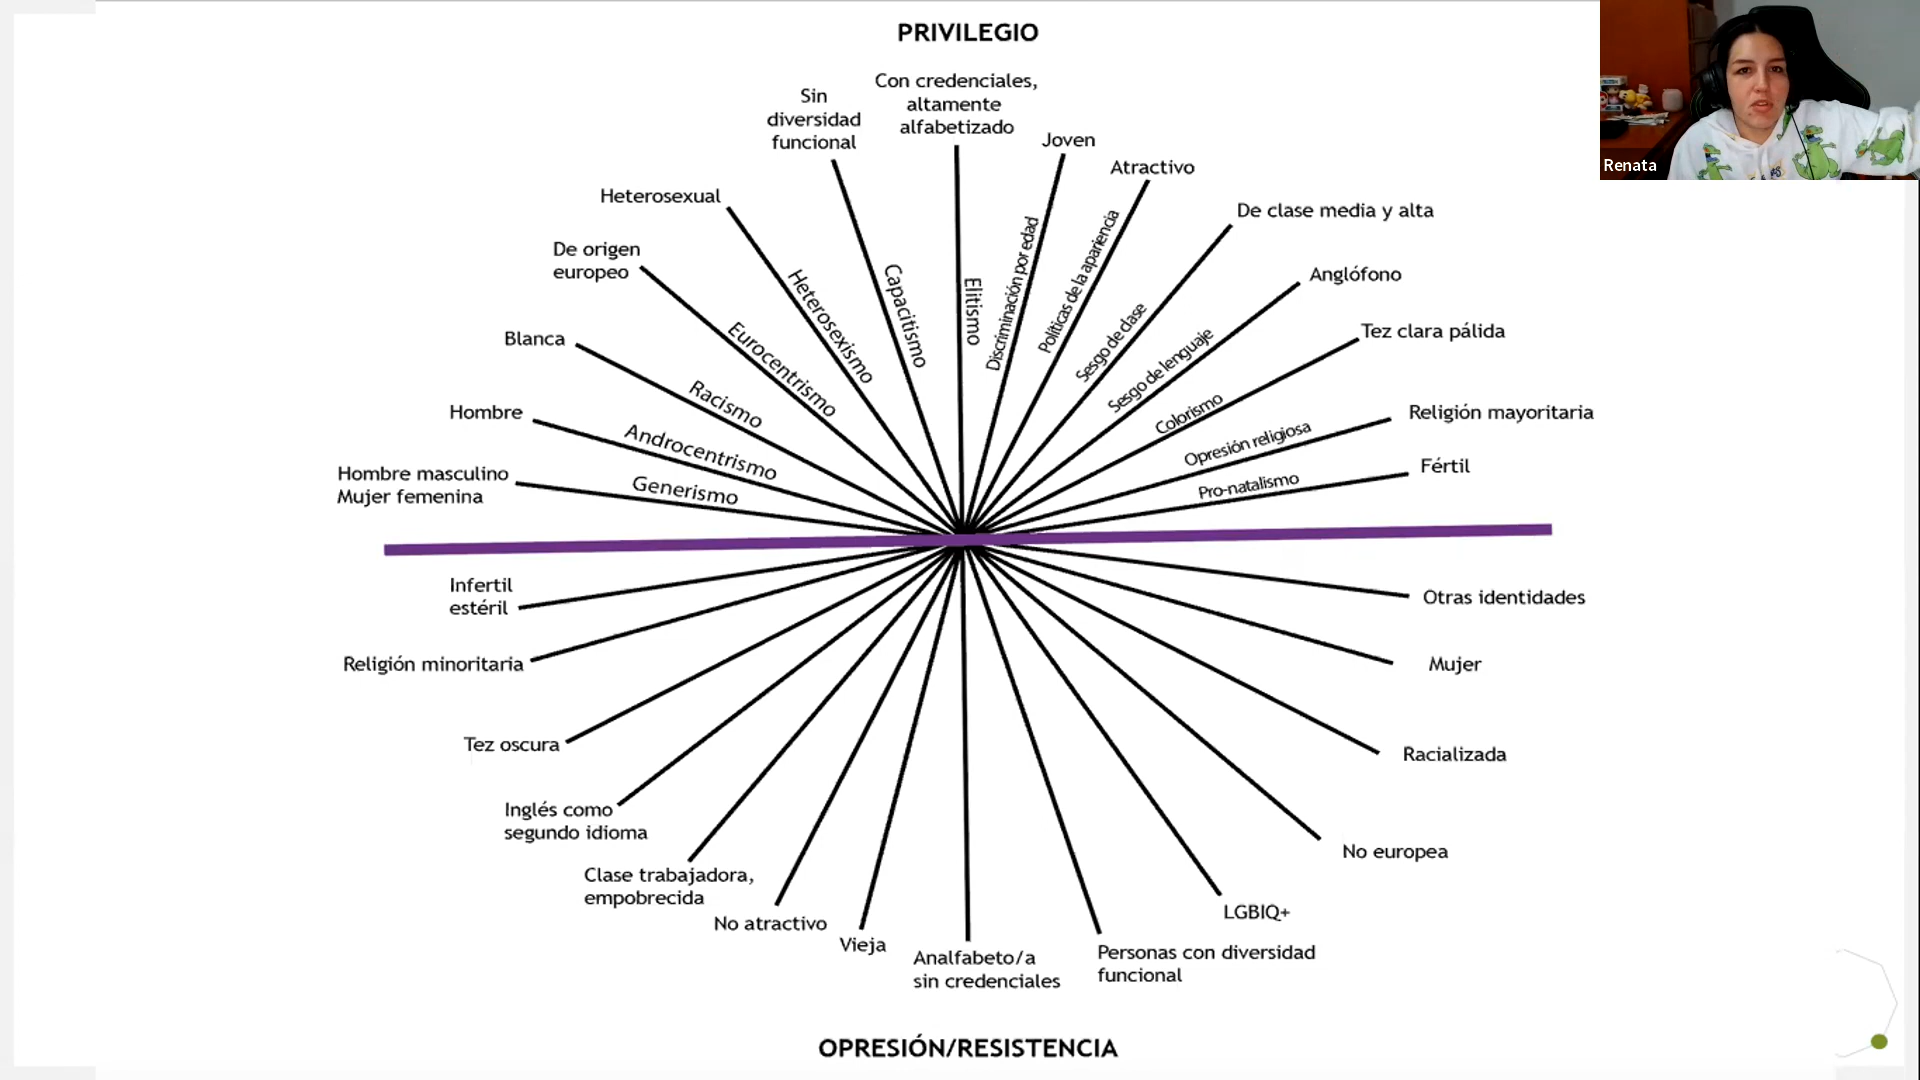 PRIVILEGIO
Con credenciales,
altamente
alfabetizado
Sin
diversidad
funcional
Joven
Atractivo
Heterosexual
De clase media y alta
De origen
europeo
Anglófono
Blanca
Tez clara pálida
Hombre
Religión mayoritaria
Hombre masculino
Mujer femenina
Fértil
Generismo
Androcentrismo
Racismo
Eurocentrismo
Heterosexismo
Capacitismo
Elitismo
Discriminación por edad
Políticas de la apariencia
Sesgo de clase
Sesgo de lenguaje
Colorismo
Opresión religiosa
Pro-natalismo
Infertil
estéril
Otras identidades
Religión minoritaria
Mujer
Tez oscura
Racializada
Inglés como
segundo idioma
No europea
Clase trabajadora,
empobrecida
No atractivo
Vieja
Analfabeto/a
sin credenciales
Personas con diversidad
funcional
LGBIQ+
OPRESIÓN/RESISTENCIA
Renata